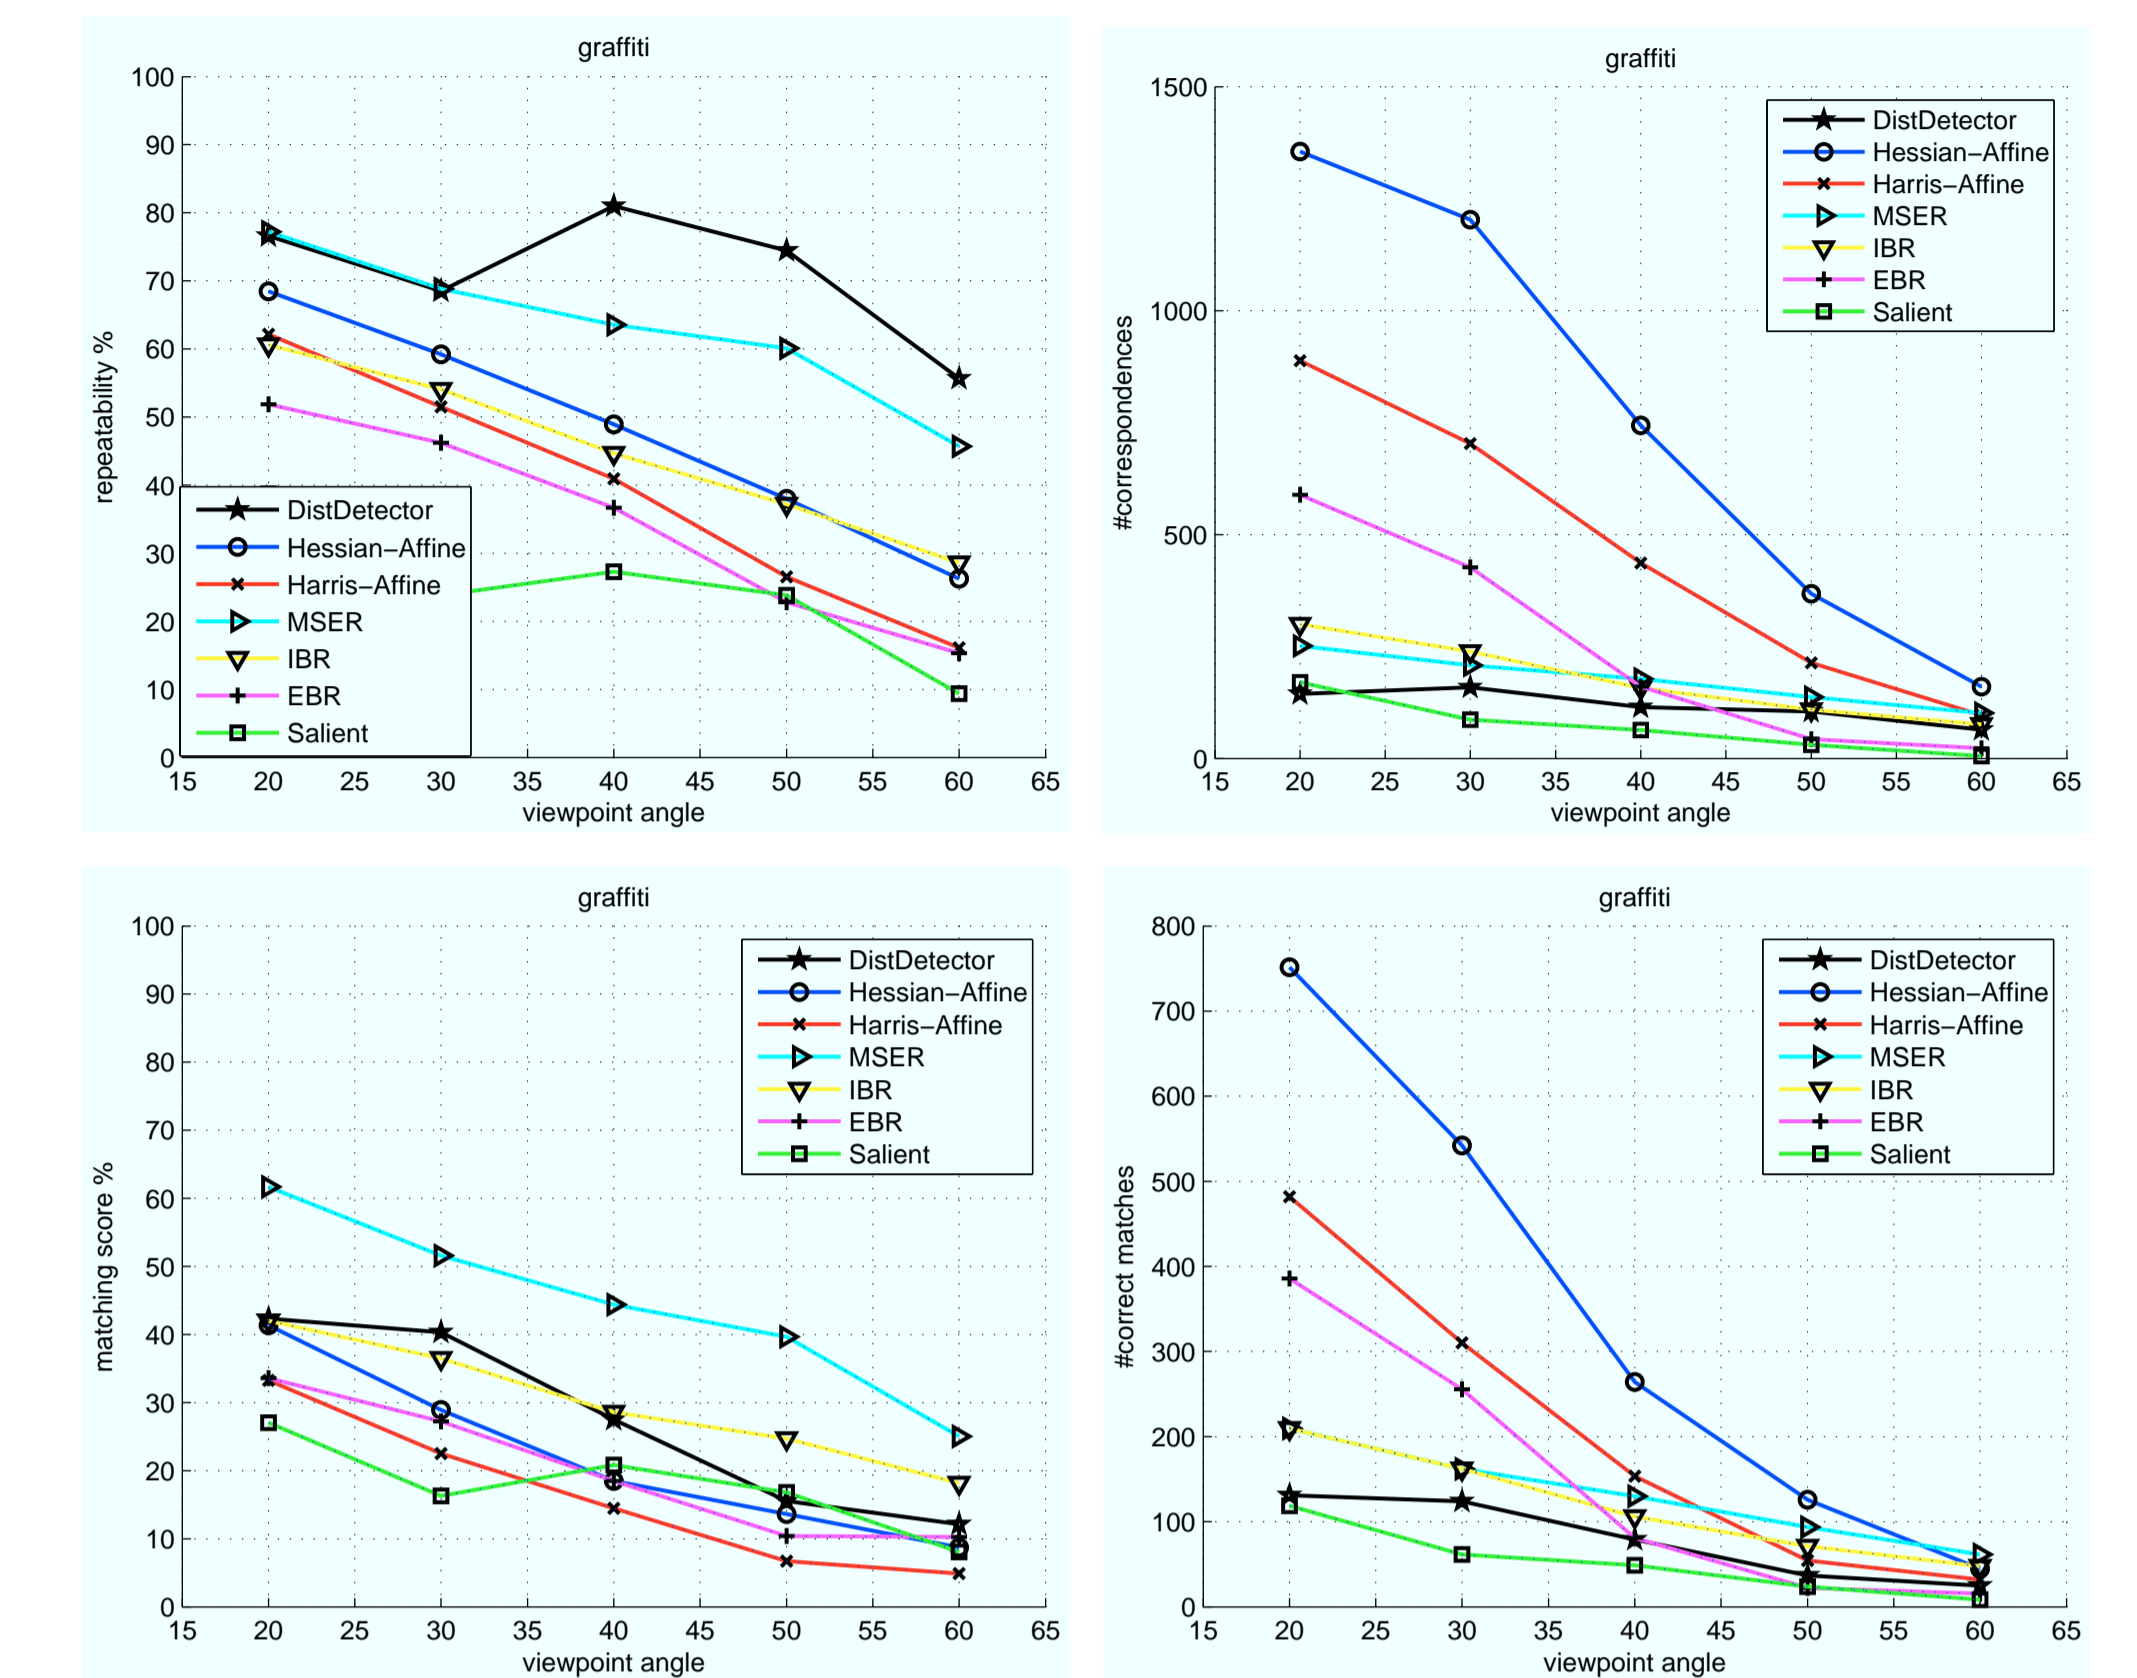 graffiti
100
90
80
70
60
50
40
30
20
10
0
repeatability %
DistDetector
Hessian−Affine
Harris−Affine
MSER
IBR
EBR
Salient
15 20 25 30 35 40 45 50 55 60 65
viewpoint angle
graffiti
1500
1000
500
0
#correspondences
DistDetector
Hessian−Affine
Harris−Affine
MSER
IBR
EBR
Salient
15 20 25 30 35 40 45 50 55 60 65
viewpoint angle
graffiti
100
90
80
70
60
50
40
30
20
10
0
matching score %
DistDetector
Hessian−Affine
Harris−Affine
MSER
IBR
EBR
Salient
15 20 25 30 35 40 45 50 55 60 65
viewpoint angle
graffiti
800
700
600
500
400
300
200
100
0
#correct matches
DistDetector
Hessian−Affine
Harris−Affine
MSER
IBR
EBR
Salient
15 20 25 30 35 40 45 50 55 60 65
viewpoint angle